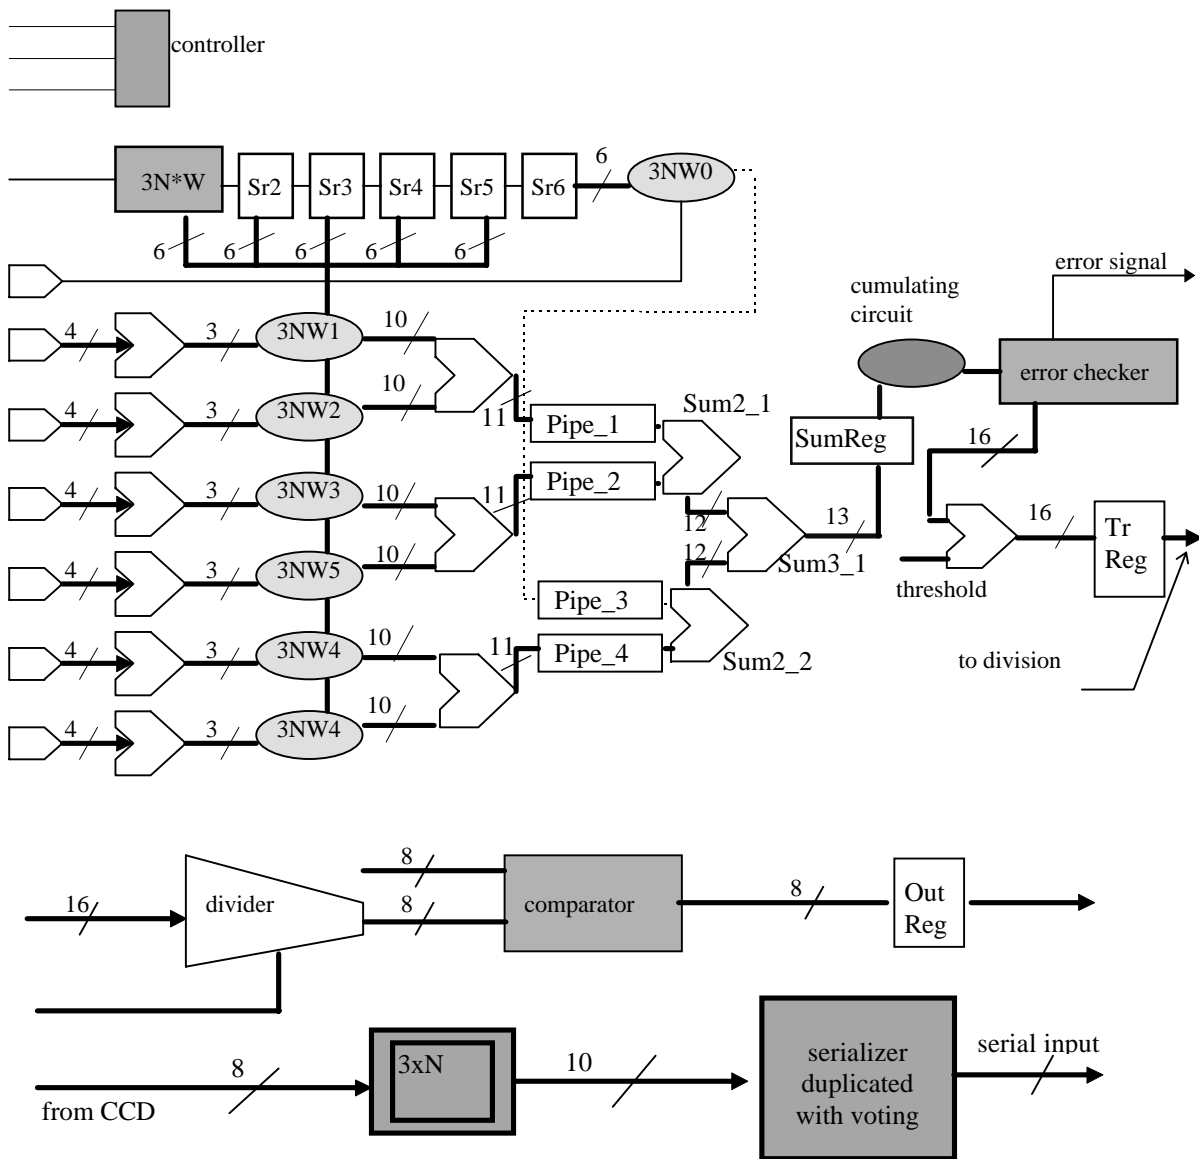 controller
3N*W
Sr2
Sr3
Sr4
Sr5
Sr6
6
3NW0
6
6
6
6
6
error signal
cumulating
circuit
error checker
4
3
3NW1
10
4
3
3NW2
10
11
Pipe_1
Sum2_1
SumReg
16
4
3
3NW3
10
11
Pipe_2
12
13
16
Tr
Reg
4
3
3NW5
10
12
Sum3_1
threshold
Pipe_3
4
3
3NW4
10
11
Pipe_4
Sum2_2
to division
4
3
3NW4
10
16
divider
8
8
comparator
8
Out
Reg
8
from CCD
3xN
10
serializer
duplicated
with voting
serial input